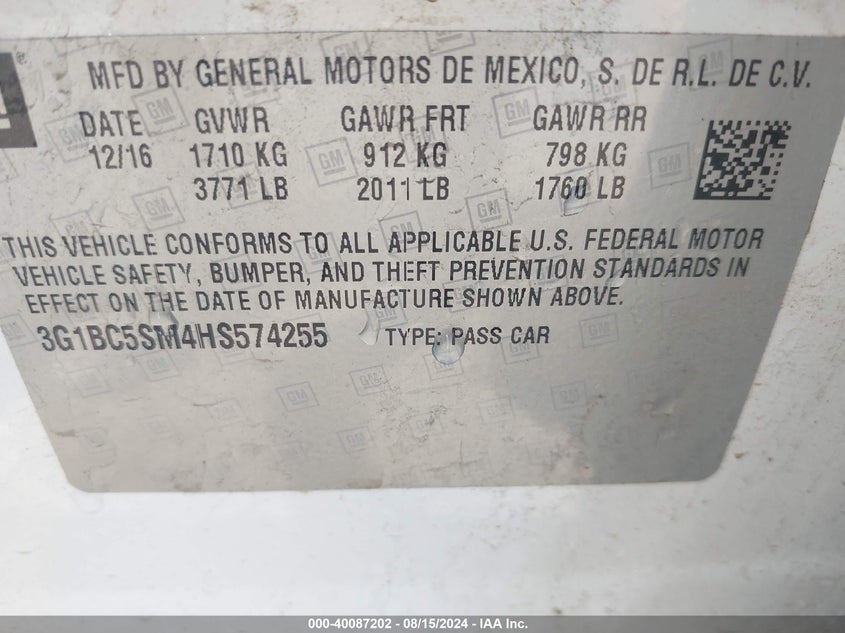 MFD BY GENERAL MOTORS DE MEXICO, S. DE R.L. DE C.V.
DATE GVWR GAWR FRT GAWR RR
12/16 1710 KG 912 KG 798 KG
3771 LB 2011 LB 1760 LB
THIS VEHICLE CONFORMS TO ALL APPLICABLE U.S. FEDERAL MOTOR
VEHICLE SAFETY, BUMPER, AND THEFT PREVENTION STANDARDS IN
EFFECT ON THE DATE OF MANUFACTURE SHOWN ABOVE.
3G1BC5SM4HS574255 TYPE: PASS CAR
000-40087202 - 08/15/2024 - IAA Inc.